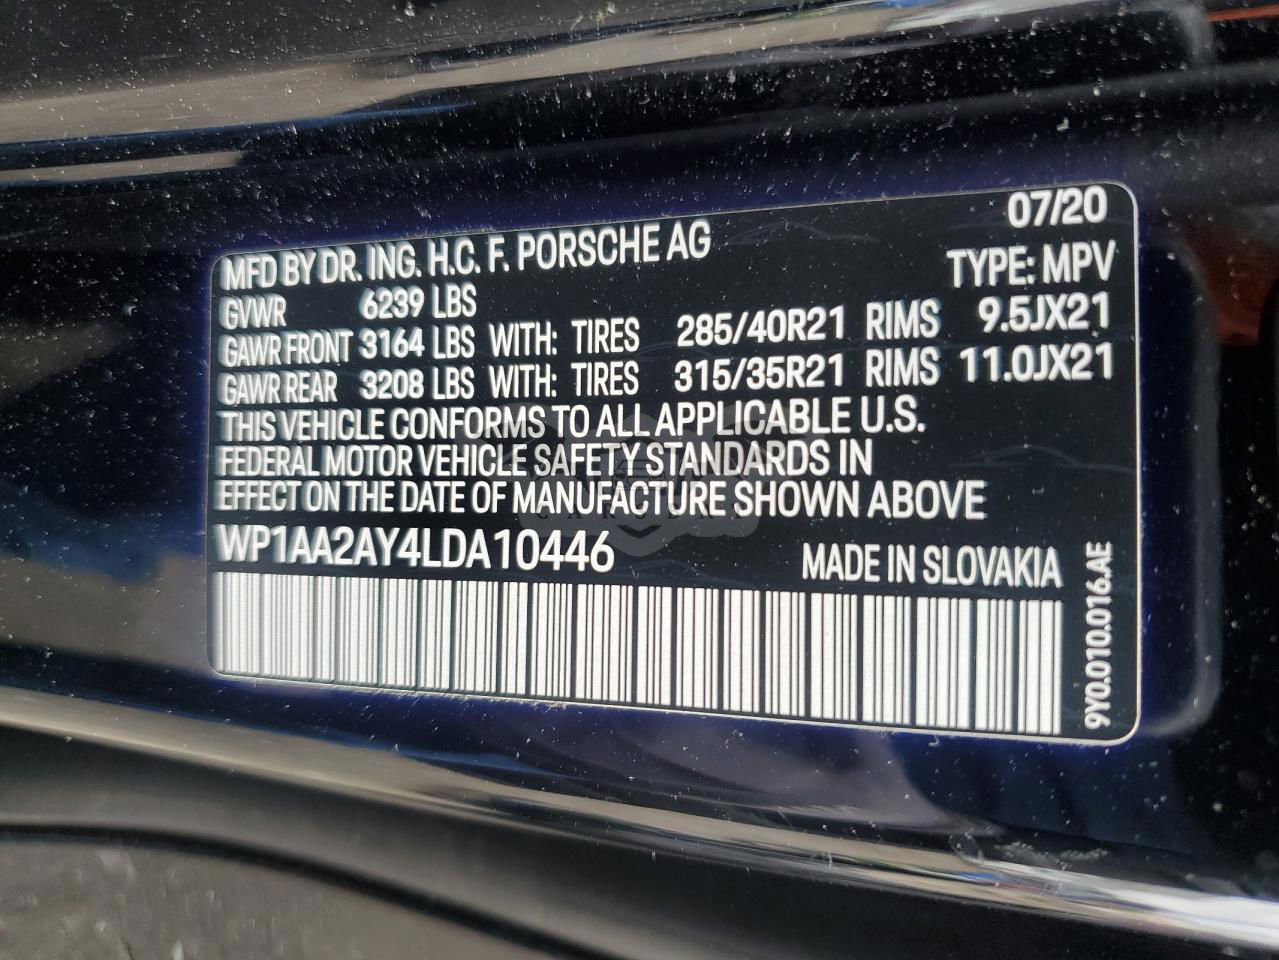 07/20
MFD BY DR. ING. H.C. F. PORSCHE AG TYPE: MPV
GVWR 6239 LBS
GAWR FRONT 3164 LBS WITH: TIRES 285/40R21 RIMS 9.5JX21
GAWR REAR 3208 LBS WITH: TIRES 315/35R21 RIMS 11.0JX21
THIS VEHICLE CONFORMS TO ALL APPLICABLE U.S.
FEDERAL MOTOR VEHICLE SAFETY STANDARDS IN
EFFECT ON THE DATE OF MANUFACTURE SHOWN ABOVE
WP1AA2AY4LDA10446 MADE IN SLOVAKIA
9Y0.010.016.AE